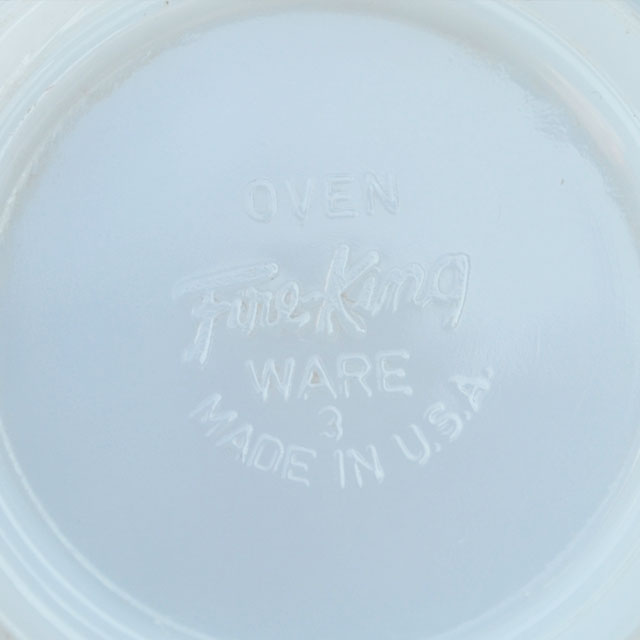 OVEN
Fire-King
WARE
3
MADE IN U.S.A